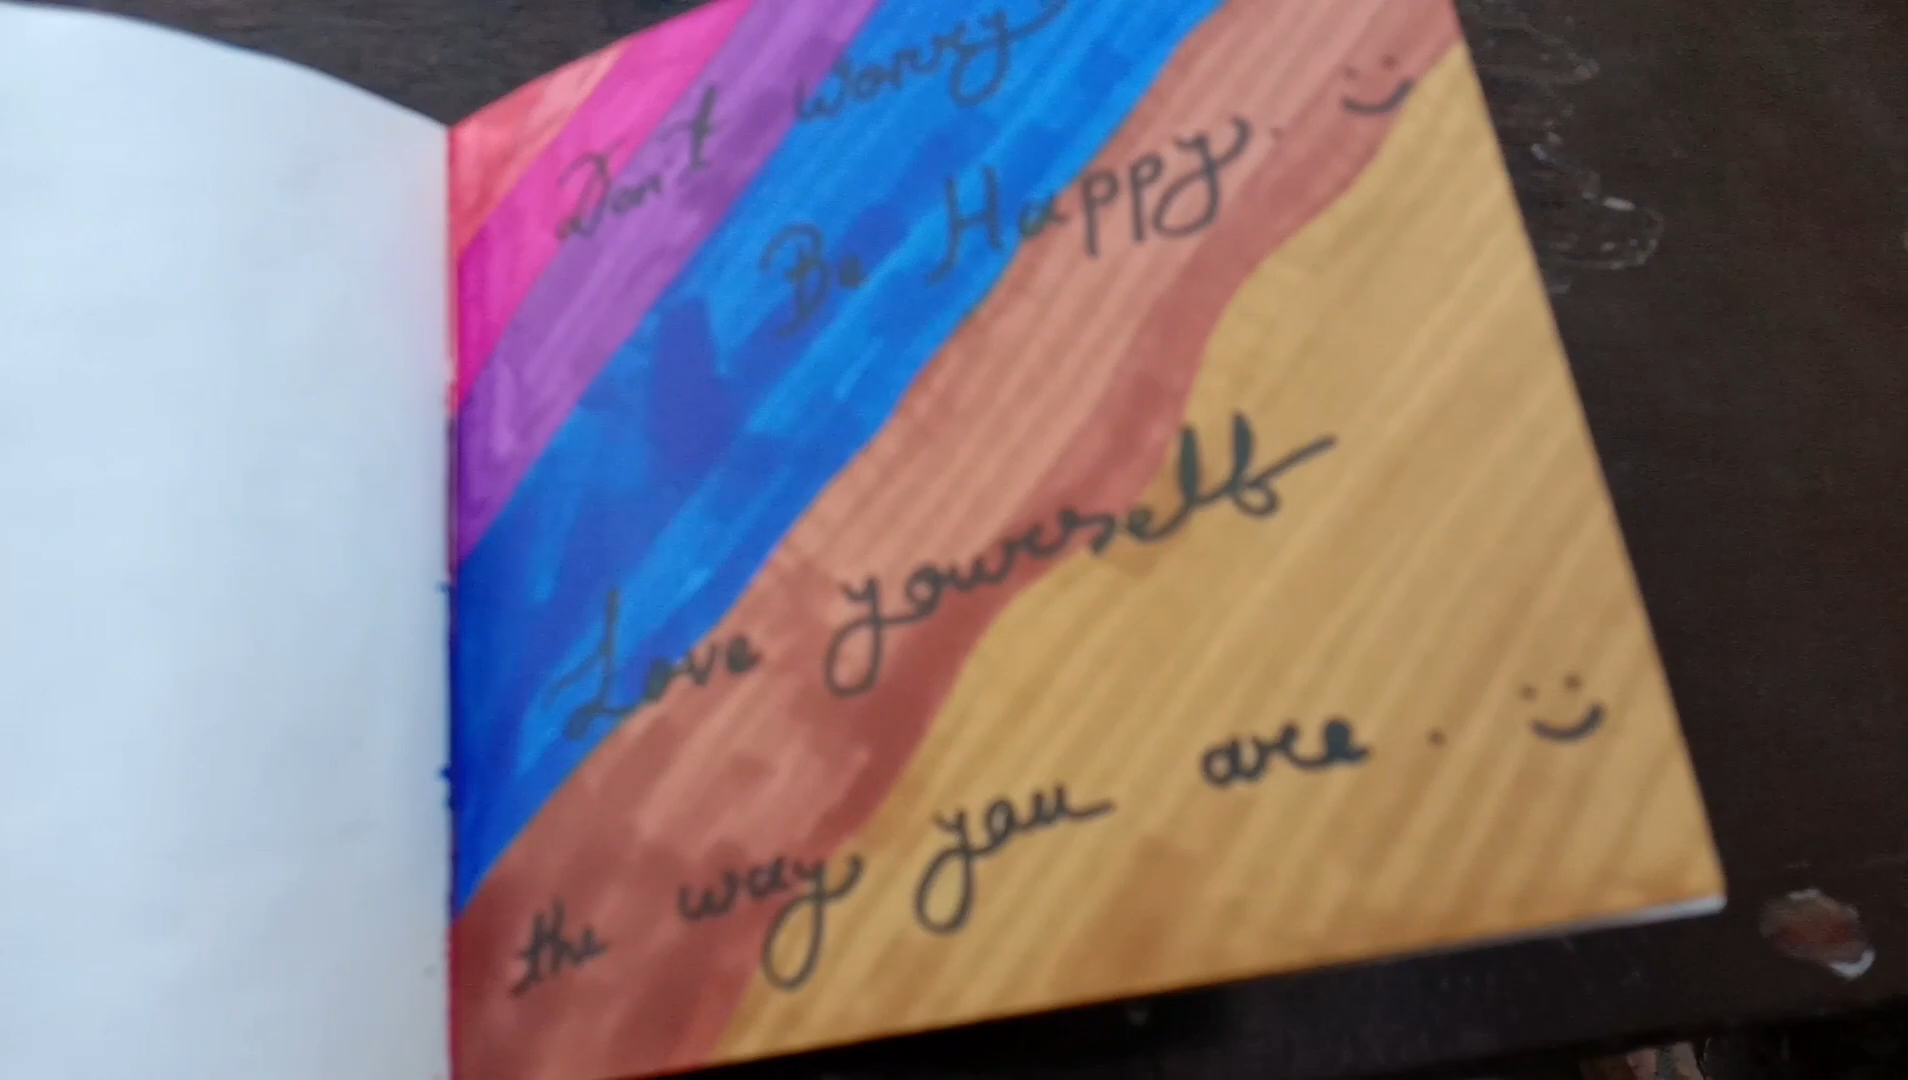 Don't worry
Be Happy. :)
Love yourself
the way you are. :)